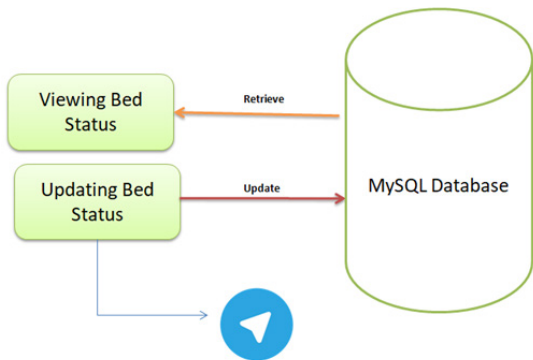 Viewing Bed
Status
Retrieve
Updating Bed
Status
Update
MySQL Database